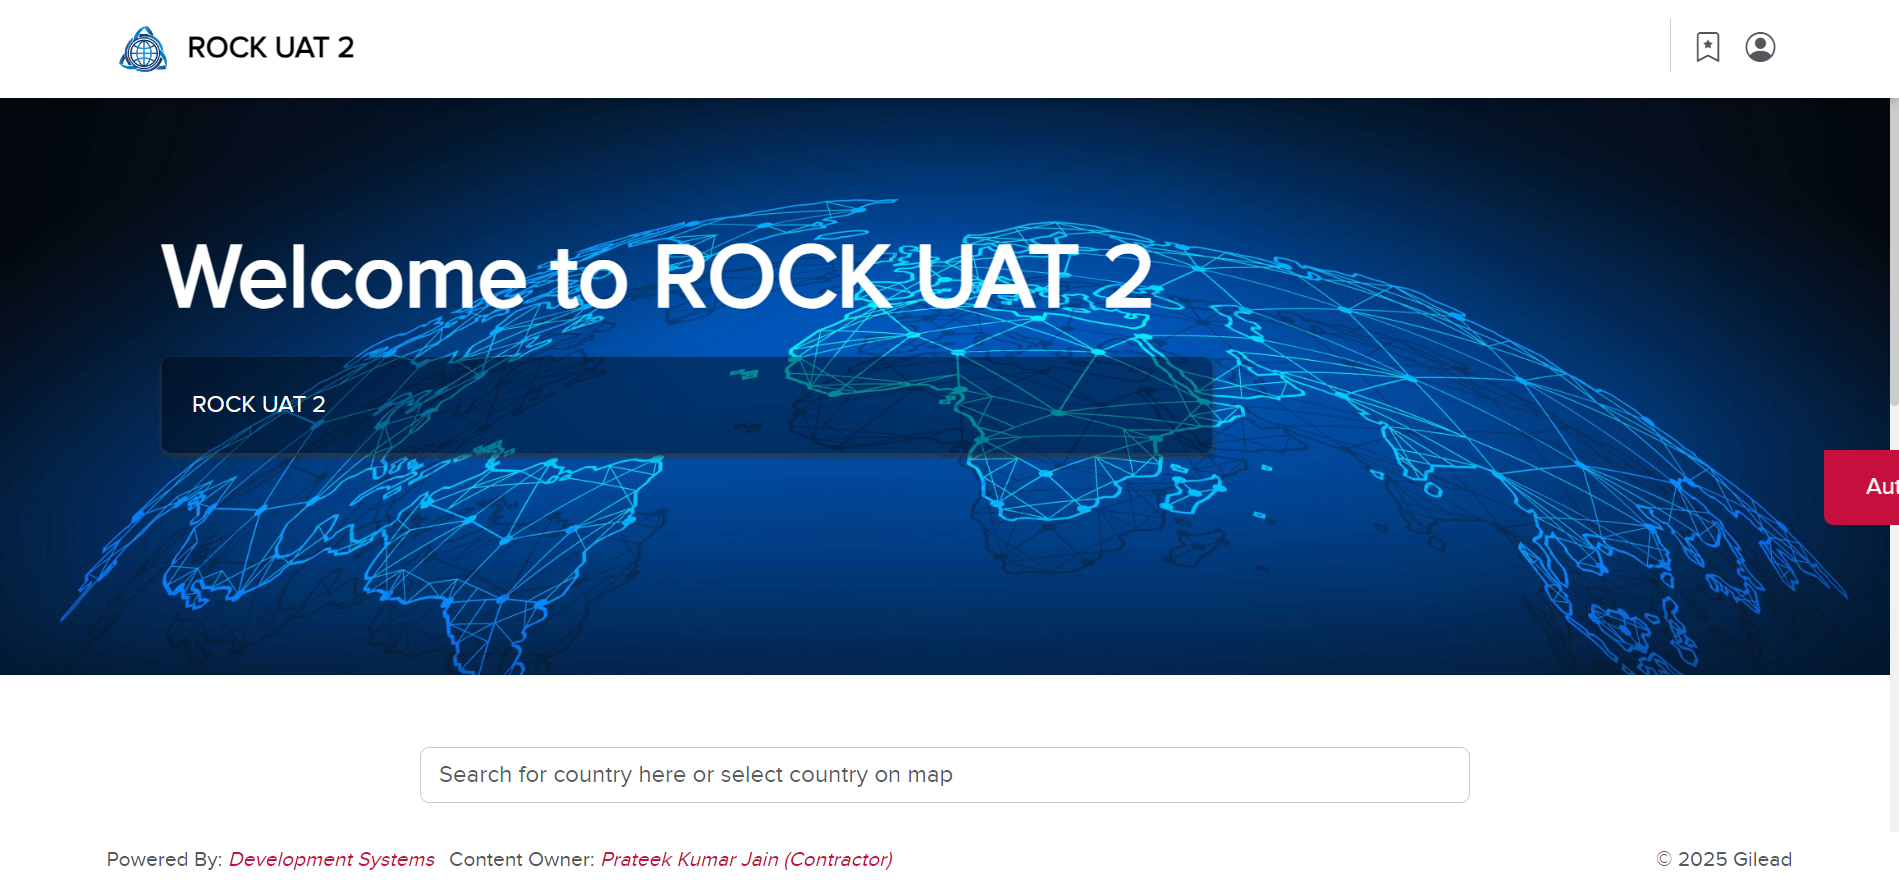 ROCK UAT 2
Welcome to ROCK UAT 2
ROCK UAT 2
Aut
Search for country here or select country on map
Powered By: Development Systems Content Owner: Prateek Kumar Jain (Contractor)
© 2025 Gilead